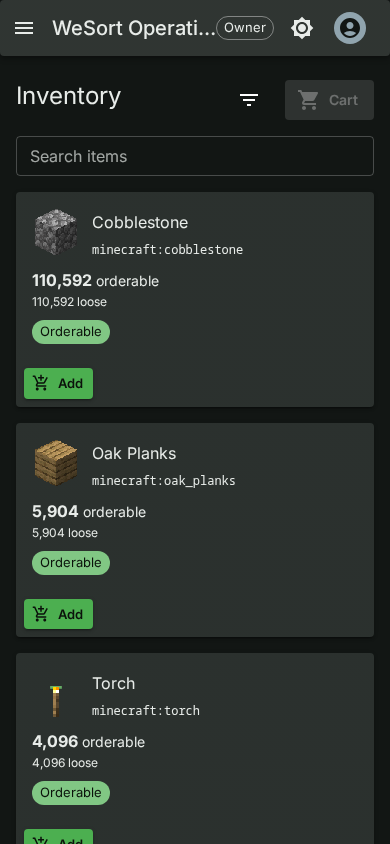 WeSort Operati...
Owner
Inventory
Cart
Search items
Cobblestone
minecraft:cobblestone
110,592 orderable
110,592 loose
Orderable
Add
Oak Planks
minecraft:oak_planks
5,904 orderable
5,904 loose
Orderable
Add
Torch
minecraft:torch
4,096 orderable
4,096 loose
Orderable
Add